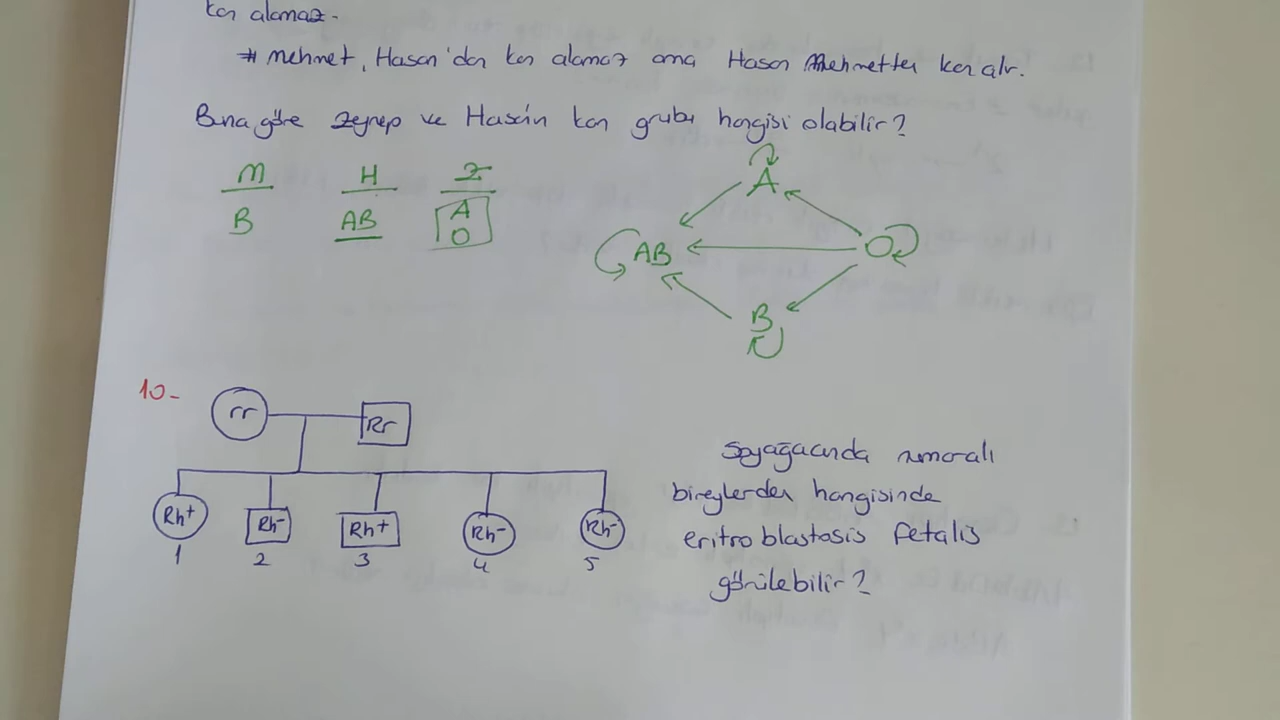 kan alamaz.
* Mehmet, Hasan'dan kan alamaz ama Hasan Mehmetten kan alır.
Buna göre Zeynep ve Hasan'ın kan grubu hangisi olabilir?
M H Z
B AB A
O
A
AB O
B
10-
rr Rr
Rh+ Rh- Rh+ Rh- Rh-
1 2 3 4 5
Soyağacında numaralı
bireylerden hangisinde
eritroblastosis fetalis
görülebilir?